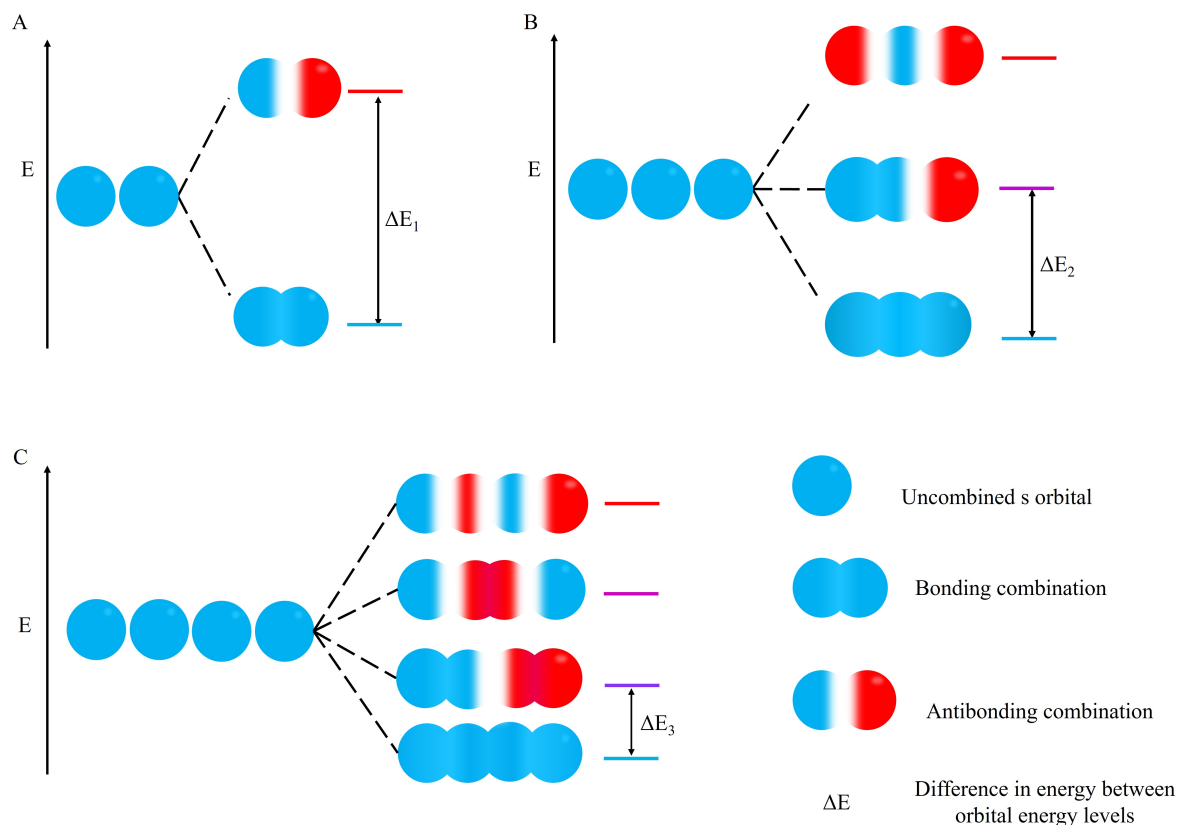 A
E
ΔE₁
B
E
ΔE₂
C
E
ΔE₃
Uncombined s orbital
Bonding combination
Antibonding combination
ΔE
Difference in energy between
orbital energy levels